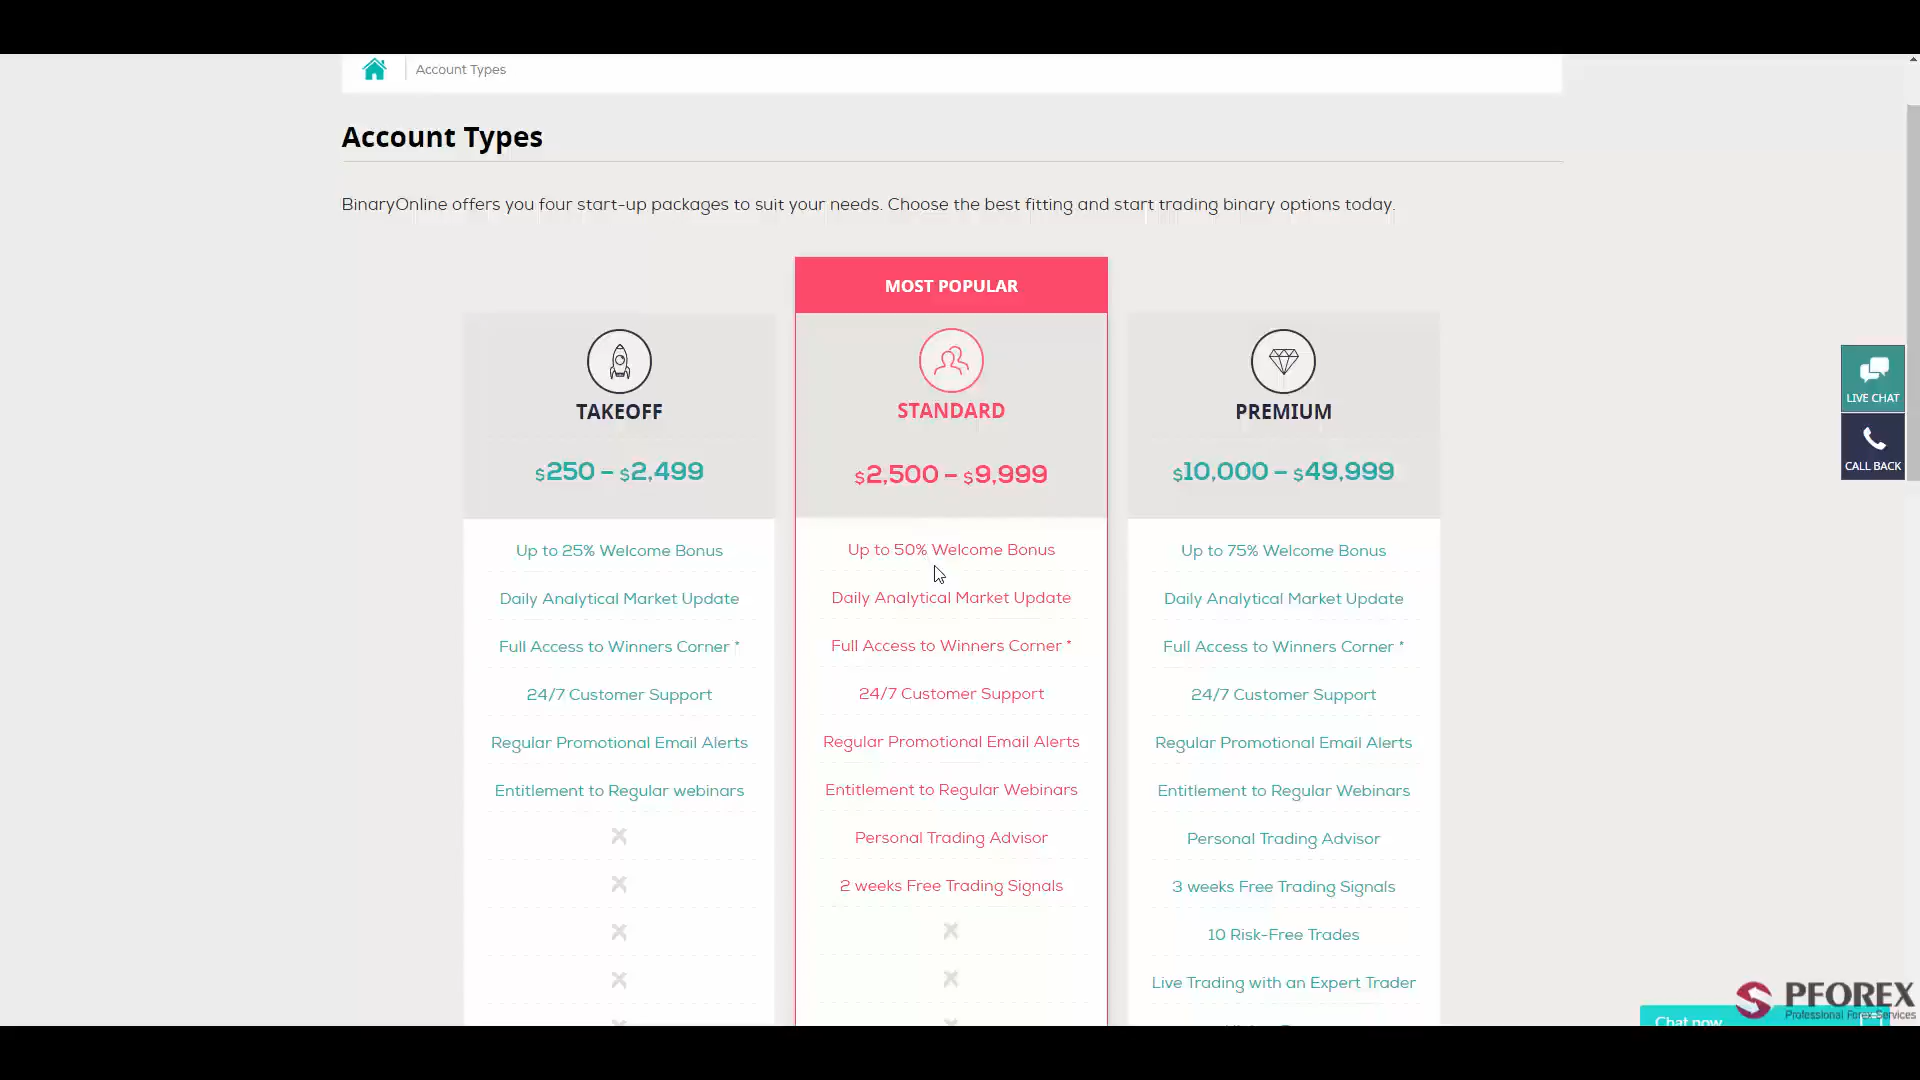 Account Types
Account Types
BinaryOnline offers you four start-up packages to suit your needs. Choose the best fitting and start trading binary options today.
MOST POPULAR
TAKEOFF
$250 – $2,499
Up to 25% Welcome Bonus
Daily Analytical Market Update
Full Access to Winners Corner *
24/7 Customer Support
Regular Promotional Email Alerts
Entitlement to Regular webinars
STANDARD
$2,500 – $9,999
Up to 50% Welcome Bonus
Daily Analytical Market Update
Full Access to Winners Corner *
24/7 Customer Support
Regular Promotional Email Alerts
Entitlement to Regular Webinars
Personal Trading Advisor
2 weeks Free Trading Signals
PREMIUM
$10,000 – $49,999
Up to 75% Welcome Bonus
Daily Analytical Market Update
Full Access to Winners Corner *
24/7 Customer Support
Regular Promotional Email Alerts
Entitlement to Regular Webinars
Personal Trading Advisor
3 weeks Free Trading Signals
10 Risk-Free Trades
Live Trading with an Expert Trader
LIVE CHAT
CALL BACK
Chat now
PFOREX
Professional Forex Services